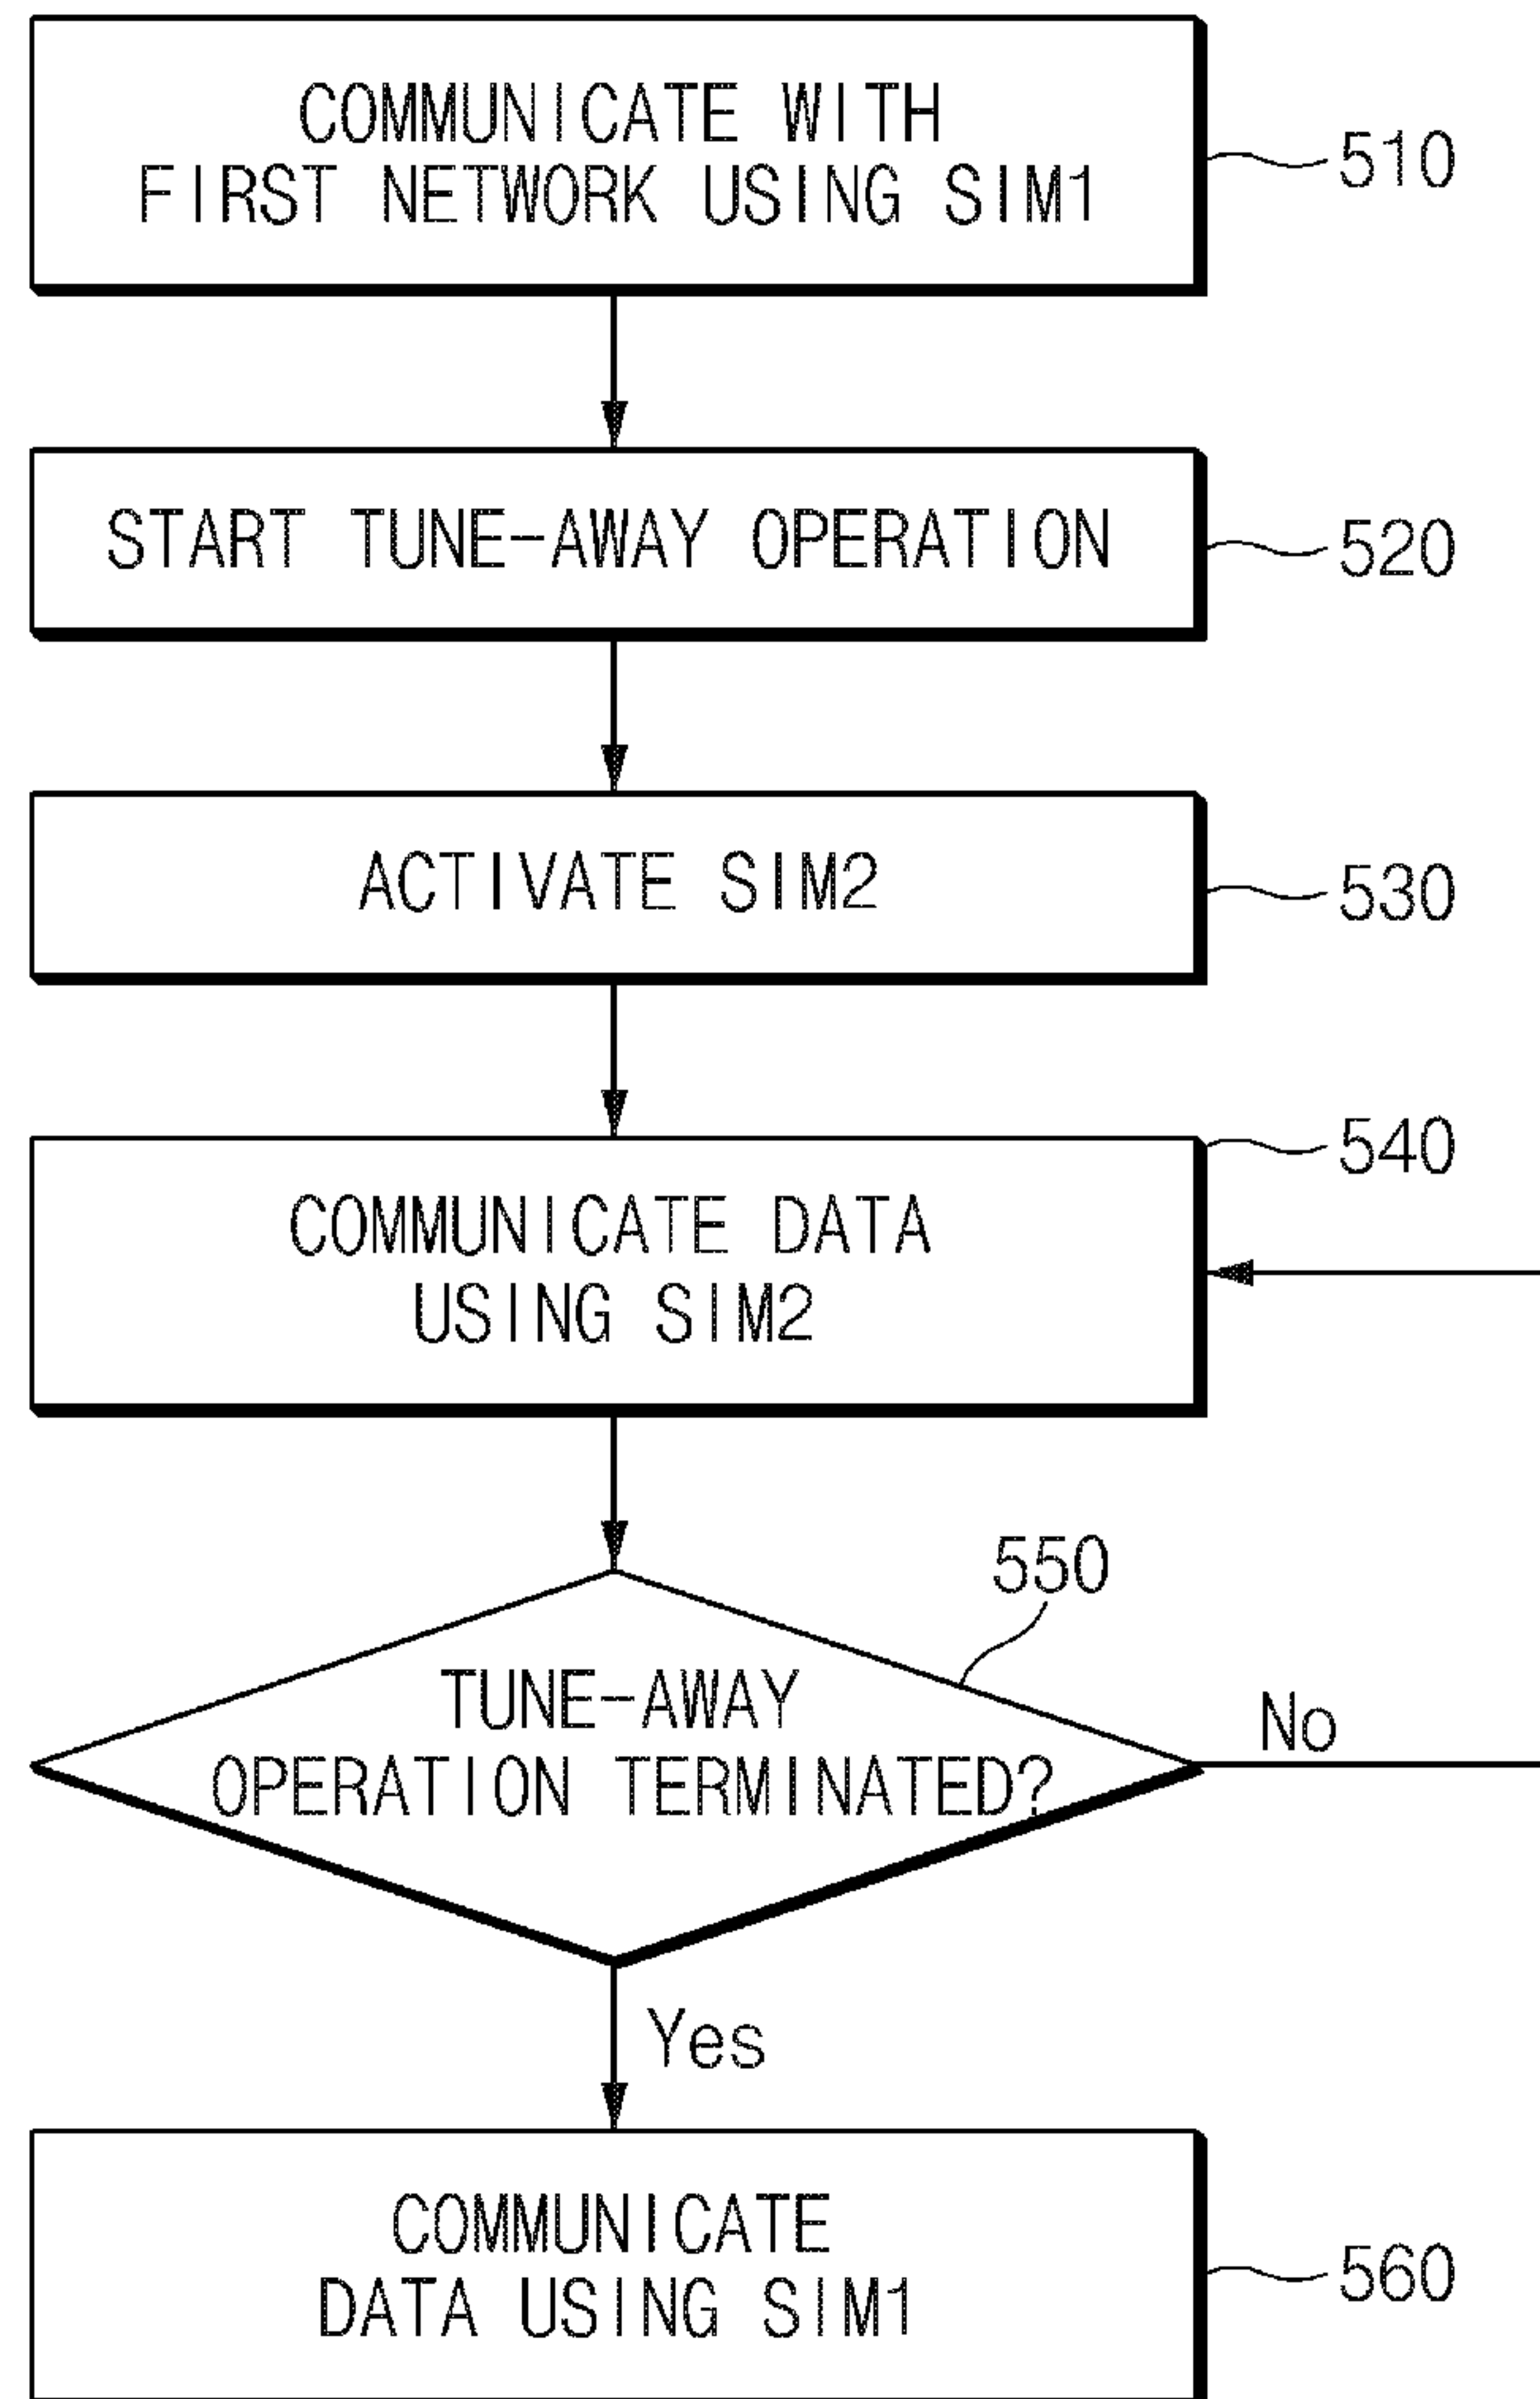 COMMUNICATE WITH
FIRST NETWORK USING SIM1
510
START TUNE-AWAY OPERATION
520
ACTIVATE SIM2
530
540
COMMUNICATE DATA
USING SIM2
550
TUNE-AWAY
OPERATION TERMINATED?
No
Yes
COMMUNICATE
DATA USING SIM1
560